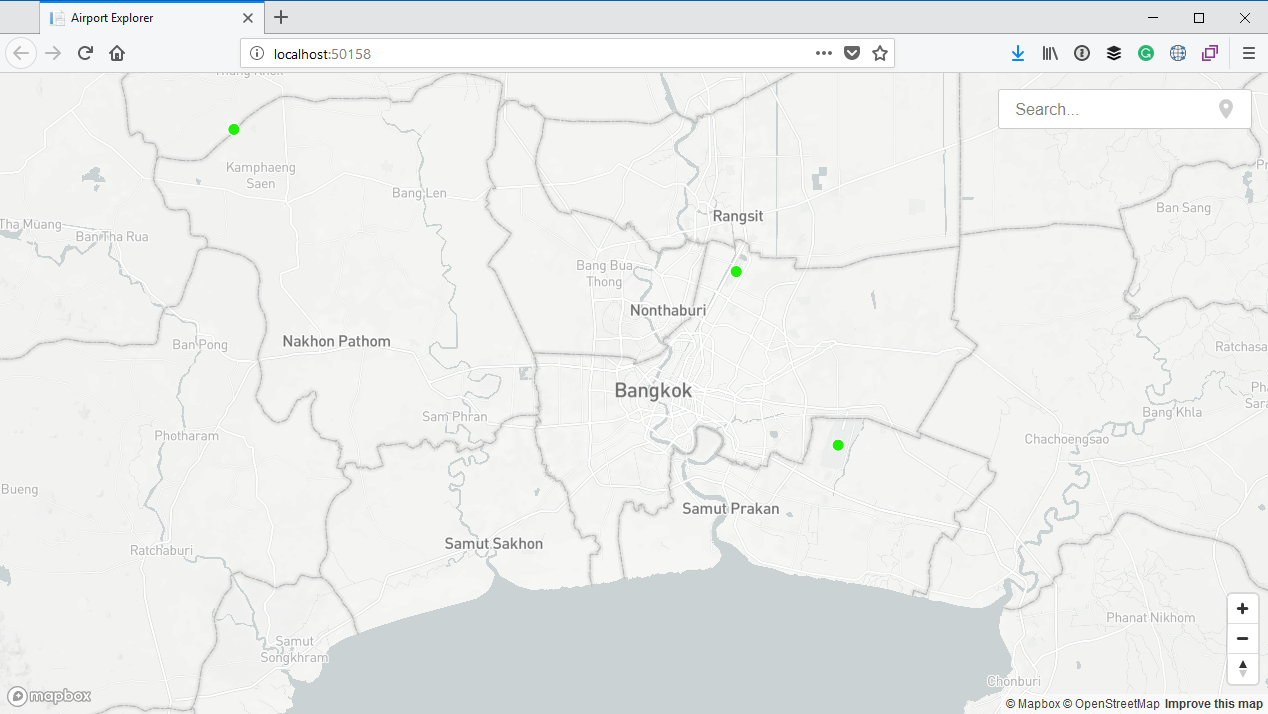 Airport Explorer
localhost:50158
Search...
Kamphaeng
Saen
Bang Len
Rangsit
Ban Sang
Tha Muang
Ban Tha Rua
Bang Bua
Thong
Nonthaburi
Nakhon Pathom
Ban Pong
Ratchasa
Bangkok
Sam Phran
Bang Khla
Photharam
Chachoengsao
Bueng
Samut Prakan
Samut Sakhon
Ratchaburi
Phanat Nikhom
Samut
Songkhram
Chonburi
mapbox
© Mapbox © OpenStreetMap Improve this map